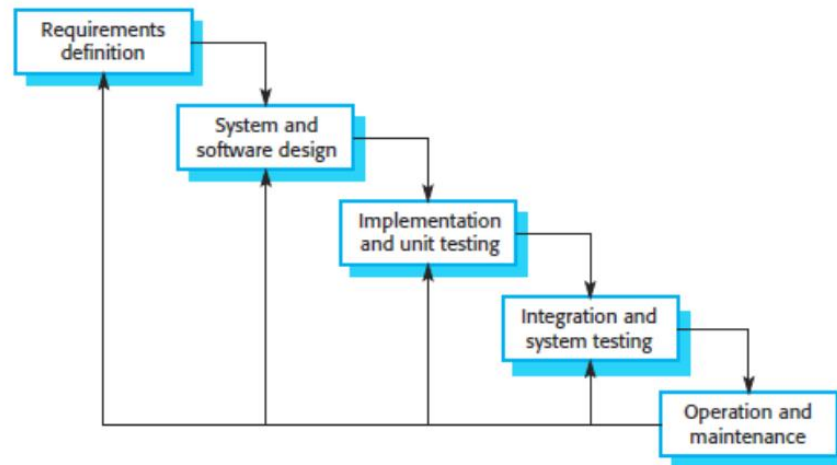 Requirements
definition
System and
software design
Implementation
and unit testing
Integration and
system testing
Operation and
maintenance